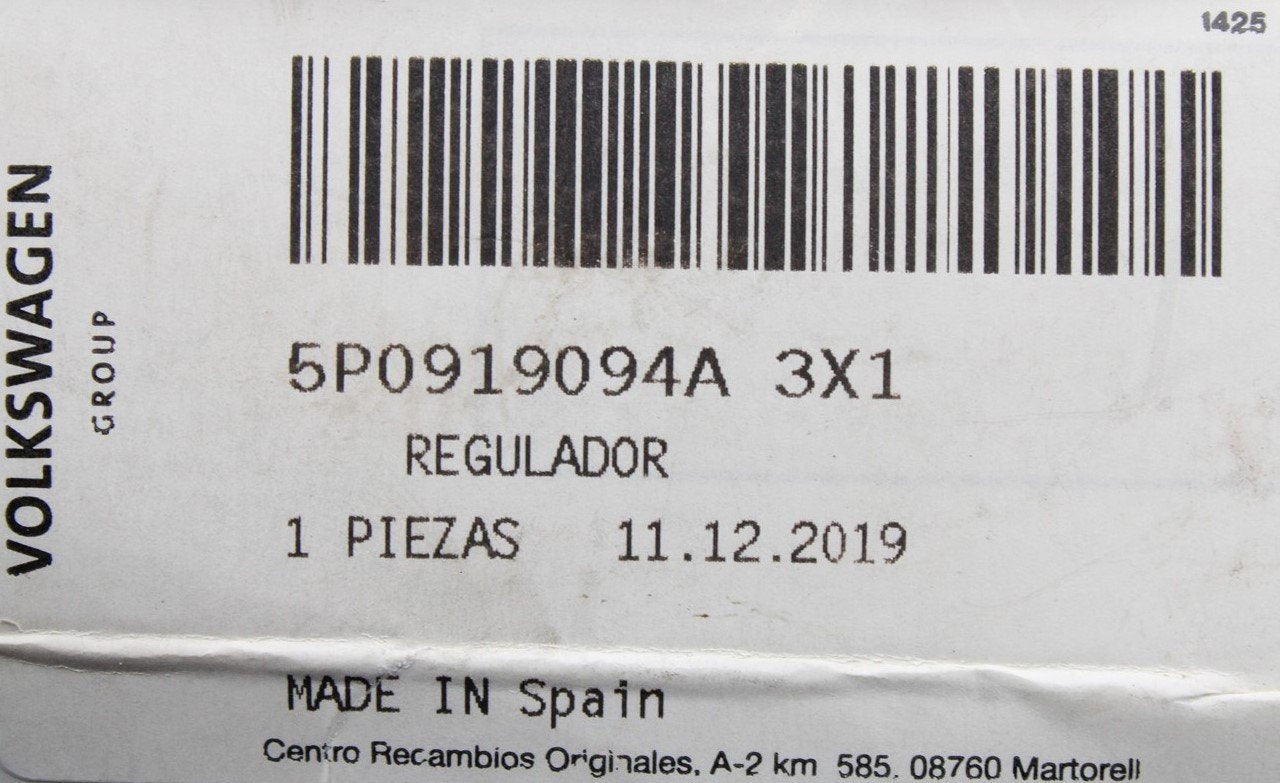 1425
VOLKSWAGEN
GROUP
5P0919094A 3X1
REGULADOR
1 PIEZAS 11.12.2019
MADE IN Spain
Centro Recambios Originales, A-2 km 585. 08760 Martorell